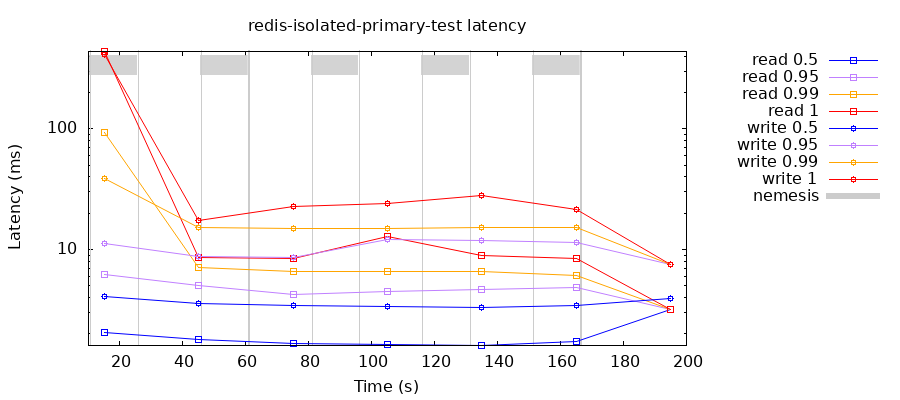 redis-isolated-primary-test latency
Latency (ms)
100
10
20
40
60
80
100
120
140
160
180
200
Time (s)
read 0.5
read 0.95
read 0.99
read 1
write 0.5
write 0.95
write 0.99
write 1
nemesis